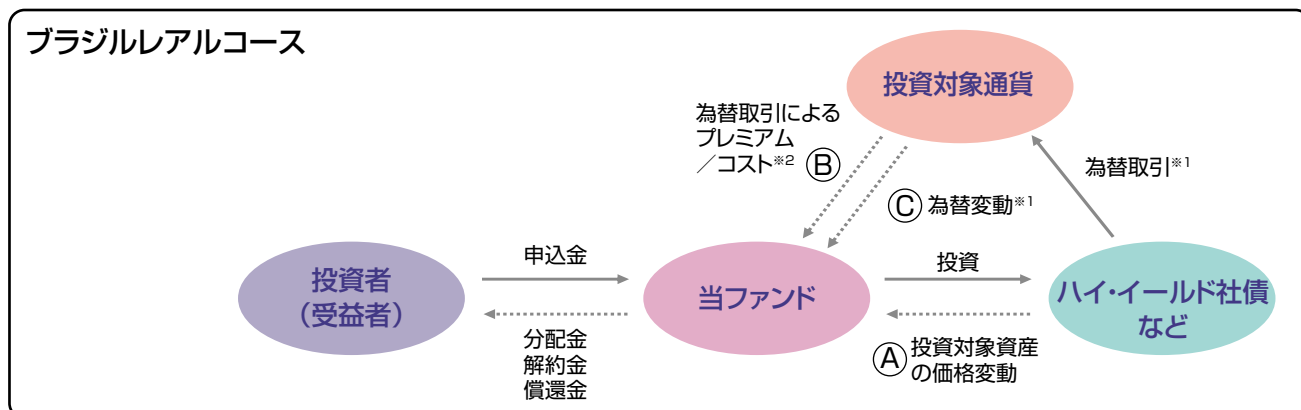 ブラジルレアルコース
投資対象通貨
為替取引による
プレミアム
／コスト※2 Ⓑ
為替取引※1
Ⓒ 為替変動※1
申込金
投資
投資者
（受益者）
当ファンド
ハイ・イールド社債
など
分配金
解約金
償還金
Ⓐ 投資対象資産
の価格変動